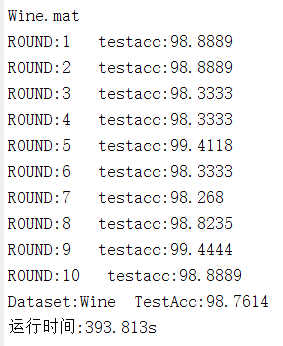 Wine.mat
ROUND:1   testacc:98.8889
ROUND:2   testacc:98.8889
ROUND:3   testacc:98.3333
ROUND:4   testacc:98.3333
ROUND:5   testacc:99.4118
ROUND:6   testacc:98.3333
ROUND:7   testacc:98.268
ROUND:8   testacc:98.8235
ROUND:9   testacc:99.4444
ROUND:10   testacc:98.8889
Dataset:Wine  TestAcc:98.7614
运行时间:393.813s